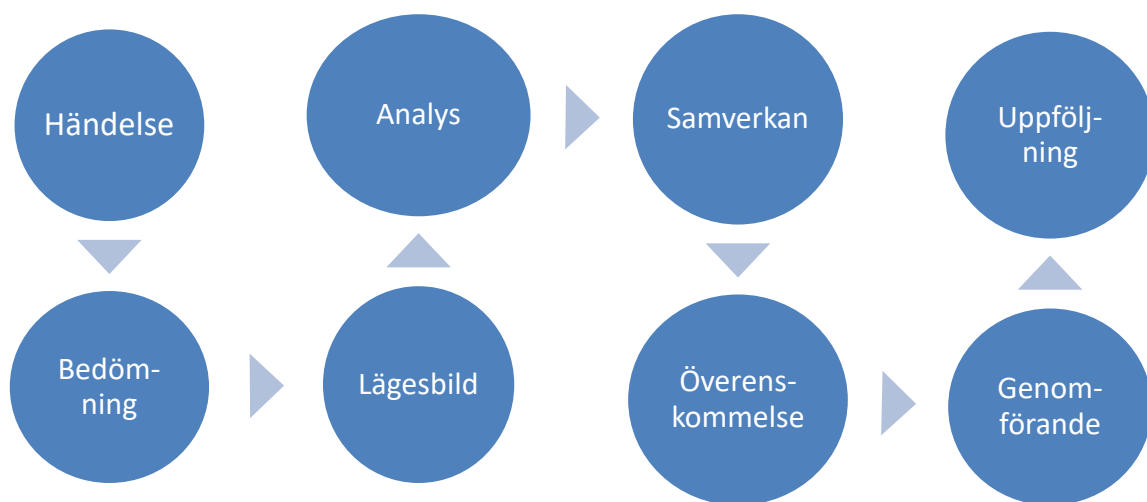 Händelse
Bedöm-
ning
Lägesbild
Analys
Samverkan
Överens-
kommelse
Genom-
förande
Uppfölj-
ning